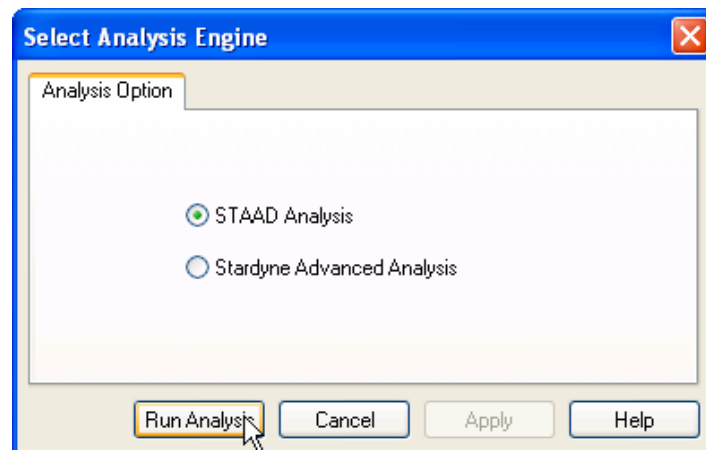 Select Analysis Engine
Analysis Option
STAAD Analysis
Stardyne Advanced Analysis
Run Analysis Cancel Apply Help